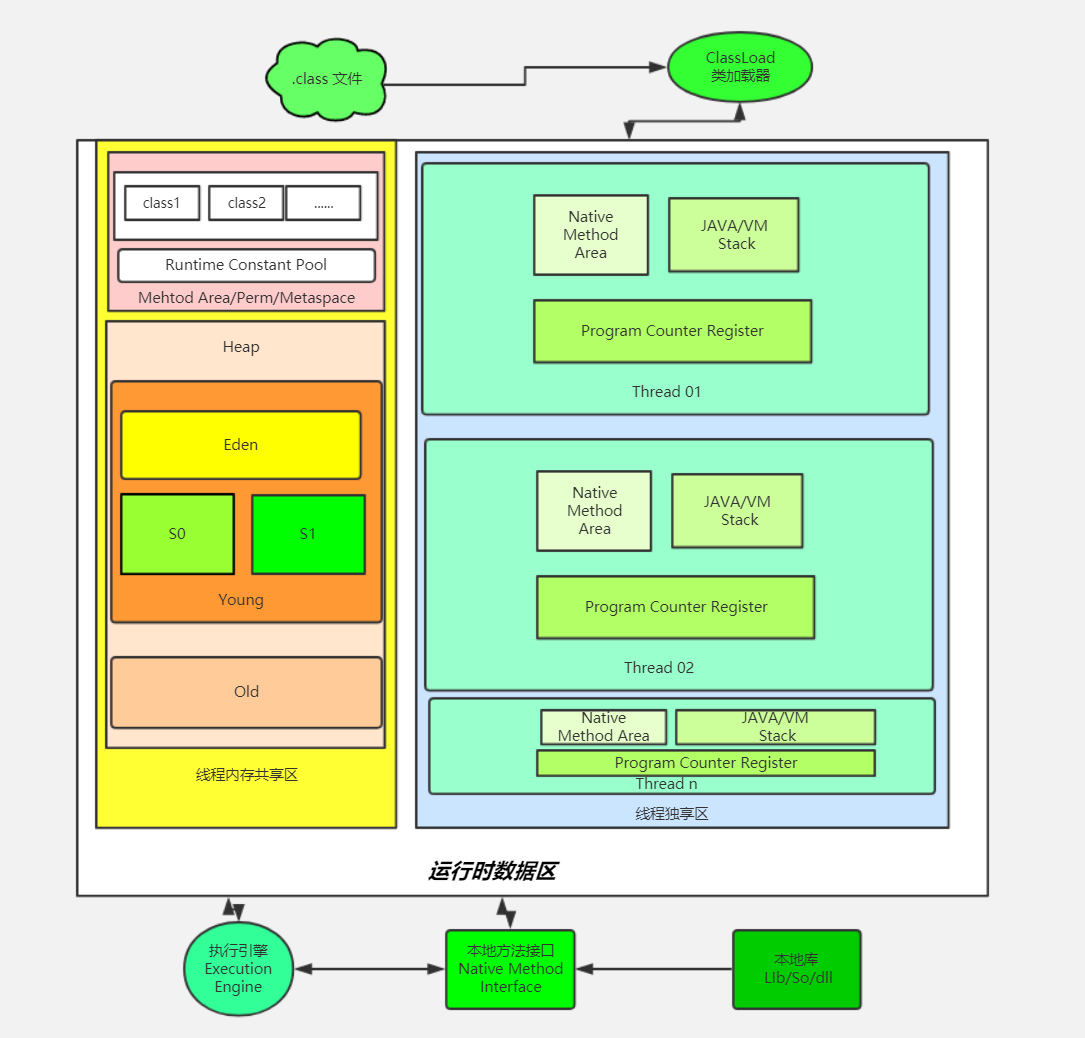 .class 文件
ClassLoad
类加载器
class1
class2
......
Runtime Constant Pool
Mehtod Area/Perm/Metaspace
Heap
Eden
S0
S1
Young
Old
线程内存共享区
Native
Method
Area
JAVA/VM
Stack
Program Counter Register
Thread 01
Native
Method
Area
JAVA/VM
Stack
Program Counter Register
Thread 02
Native
Method Area
JAVA/VM
Stack
Program Counter Register
Thread n
线程独享区
运行时数据区
执行引擎
Execution
Engine
本地方法接口
Native Method
Interface
本地库
LIb/So/dll